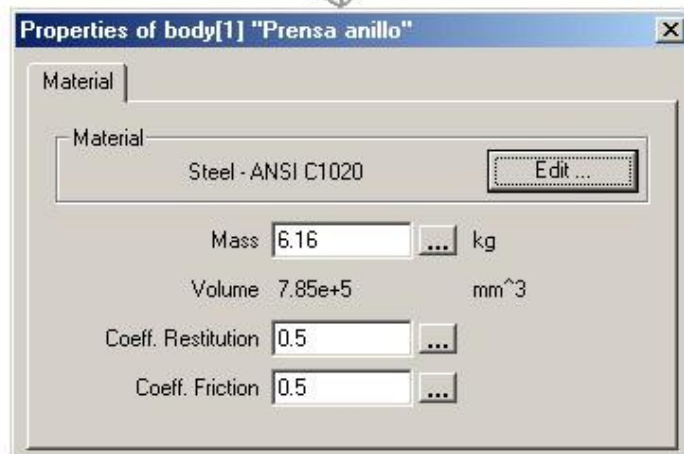 Properties of body[1] "Prensa anillo"
Material
Material
Steel - ANSI C1020
Edit ...
Mass 6.16 ... kg
Volume 7.85e+5 mm^3
Coeff. Restitution 0.5 ...
Coeff. Friction 0.5 ...